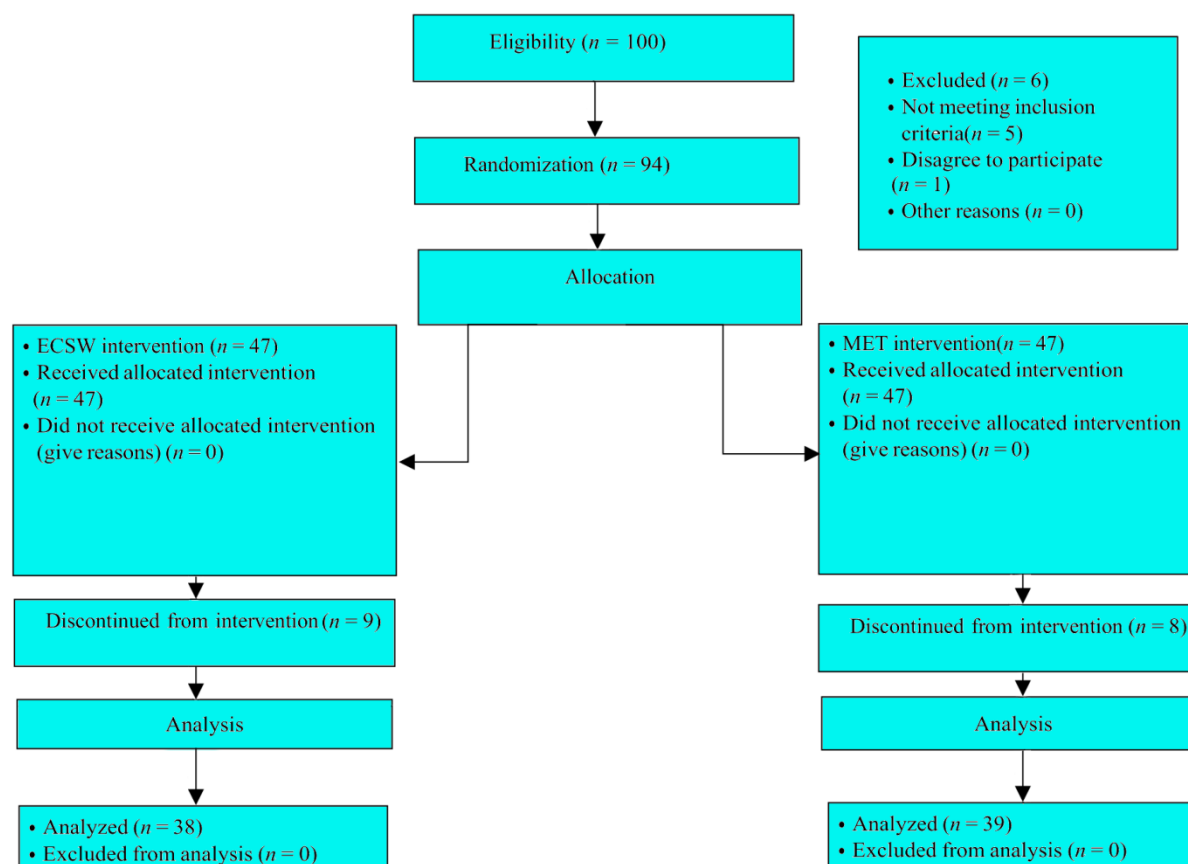 Eligibility (n = 100)
• Excluded (n = 6)
• Not meeting inclusion
criteria(n = 5)
• Disagree to participate
(n = 1)
• Other reasons (n = 0)
Randomization (n = 94)
Allocation
• ECSW intervention (n = 47)
• Received allocated intervention
(n = 47)
• Did not receive allocated intervention
(give reasons) (n = 0)
• MET intervention(n = 47)
• Received allocated intervention
(n = 47)
• Did not receive allocated intervention
(give reasons) (n = 0)
Discontinued from intervention (n = 9)
Discontinued from intervention (n = 8)
Analysis
Analysis
• Analyzed (n = 38)
• Excluded from analysis (n = 0)
• Analyzed (n = 39)
• Excluded from analysis (n = 0)